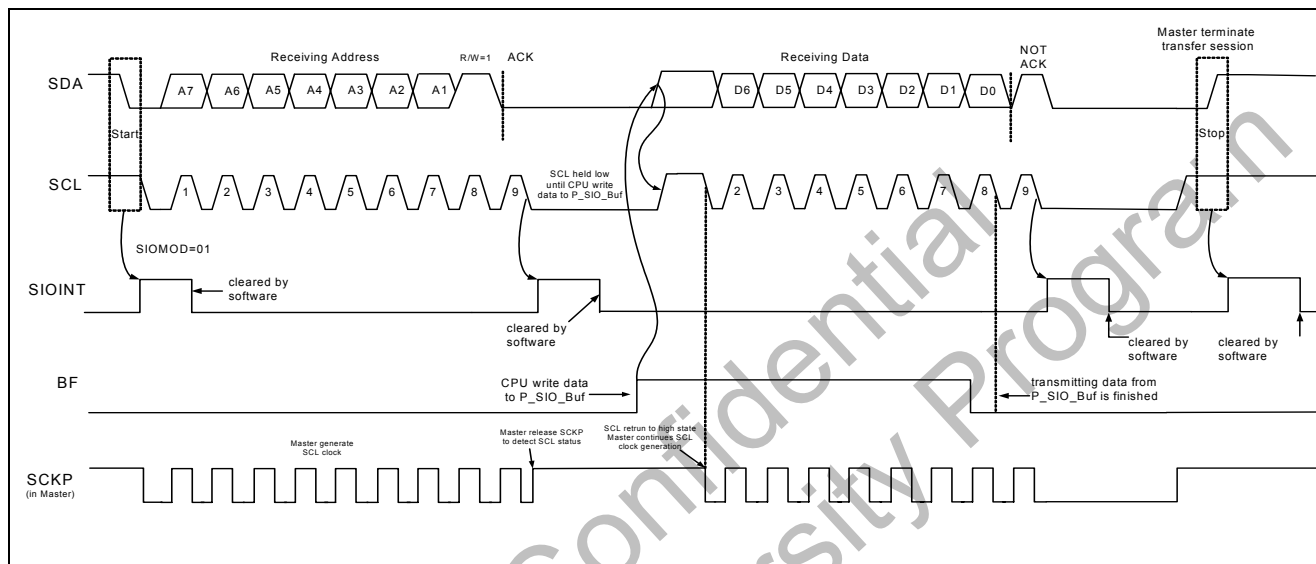 Receiving Address
R/W=1
ACK
Receiving Data
NOT
ACK
Master terminate
transfer session
SDA
A7 A6 A5 A4 A3 A2 A1
D6 D5 D4 D3 D2 D1 D0
Start
Stop
SCL
1 2 3 4 5 6 7 8 9
SCL held low
until CPU write
data to P_SIO_Buf
2 3 4 5 6 7 8 9
SIOMOD=01
SIOINT
cleared by
software
cleared by
software
cleared by
software
cleared by
software
BF
CPU write data
to P_SIO_Buf
transmitting data from
P_SIO_Buf is finished
Master generate
SCL clock
Master release SCKP
to detect SCL status
SCL retrun to high state
Master continues SCL
clock generation
SCKP
(in Master)
Confidential
ersity Program